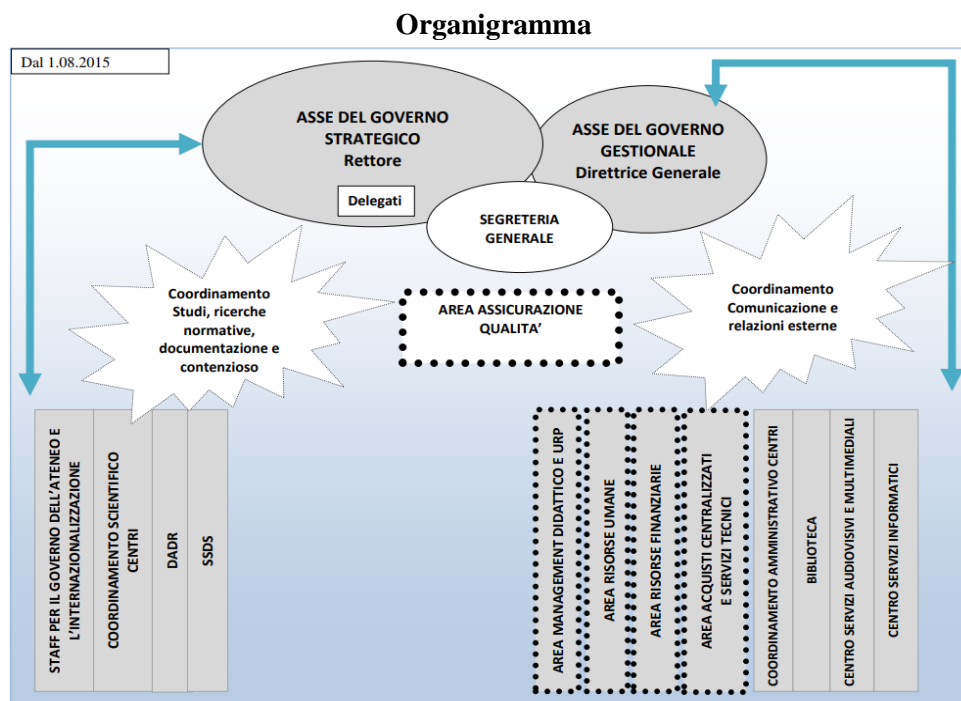 Organigramma
Dal 1.08.2015
ASSE DEL GOVERNO
STRATEGICO
Rettore
Delegati
ASSE DEL GOVERNO
GESTIONALE
Direttrice Generale
SEGRETERIA
GENERALE
Coordinamento
Studi, ricerche
normative,
documentazione e
contenzioso
AREA ASSICURAZIONE
QUALITA’
Coordinamento
Comunicazione e
relazioni esterne
STAFF PER IL GOVERNO DELL’ATENEO E
L’INTERNAZIONALIZZAZIONE
COORDINAMENTO SCIENTIFICO
CENTRI
DADR
SSDS
AREA MANAGEMENT DIDATTICO E URP
AREA RISORSE UMANE
AREA RISORSE FINANZIARIE
AREA ACQUISTI CENTRALIZZATI
E SERVIZI TECNICI
COORDINAMENTO AMMINISTRATIVO CENTRI
BIBLIOTECA
CENTRO SERVIZI AUDIOVISIVI E MULTIMEDIALI
CENTRO SERVIZI INFORMATICI